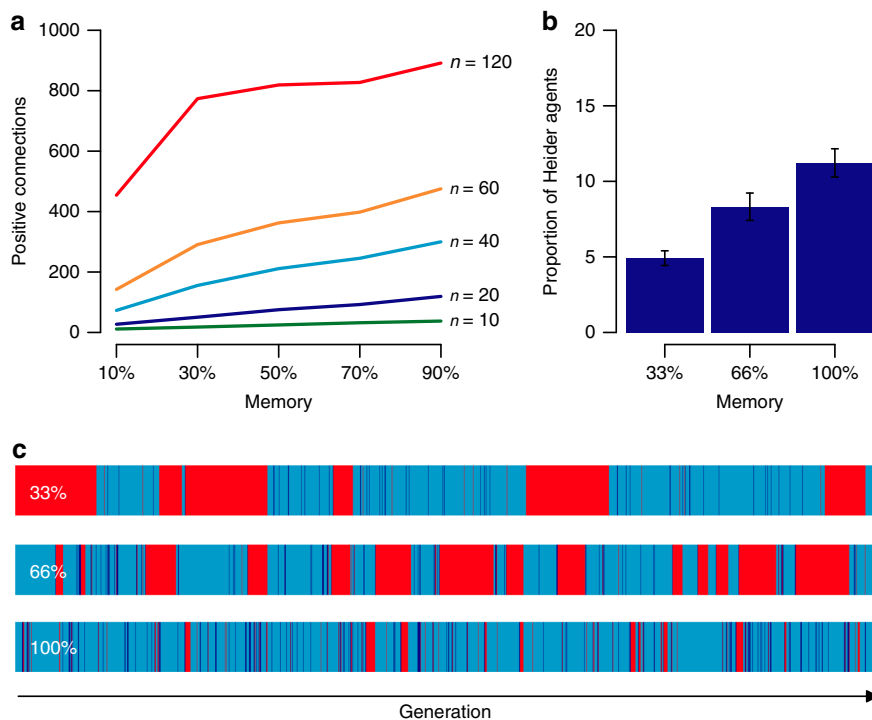 a
Positive connections
1000
800
600
400
200
0
n = 120
n = 60
n = 40
n = 20
n = 10
10% 30% 50% 70% 90%
Memory
b
Proportion of Heider agents
20
15
10
5
0
33% 66% 100%
Memory
c
33%
66%
100%
Generation